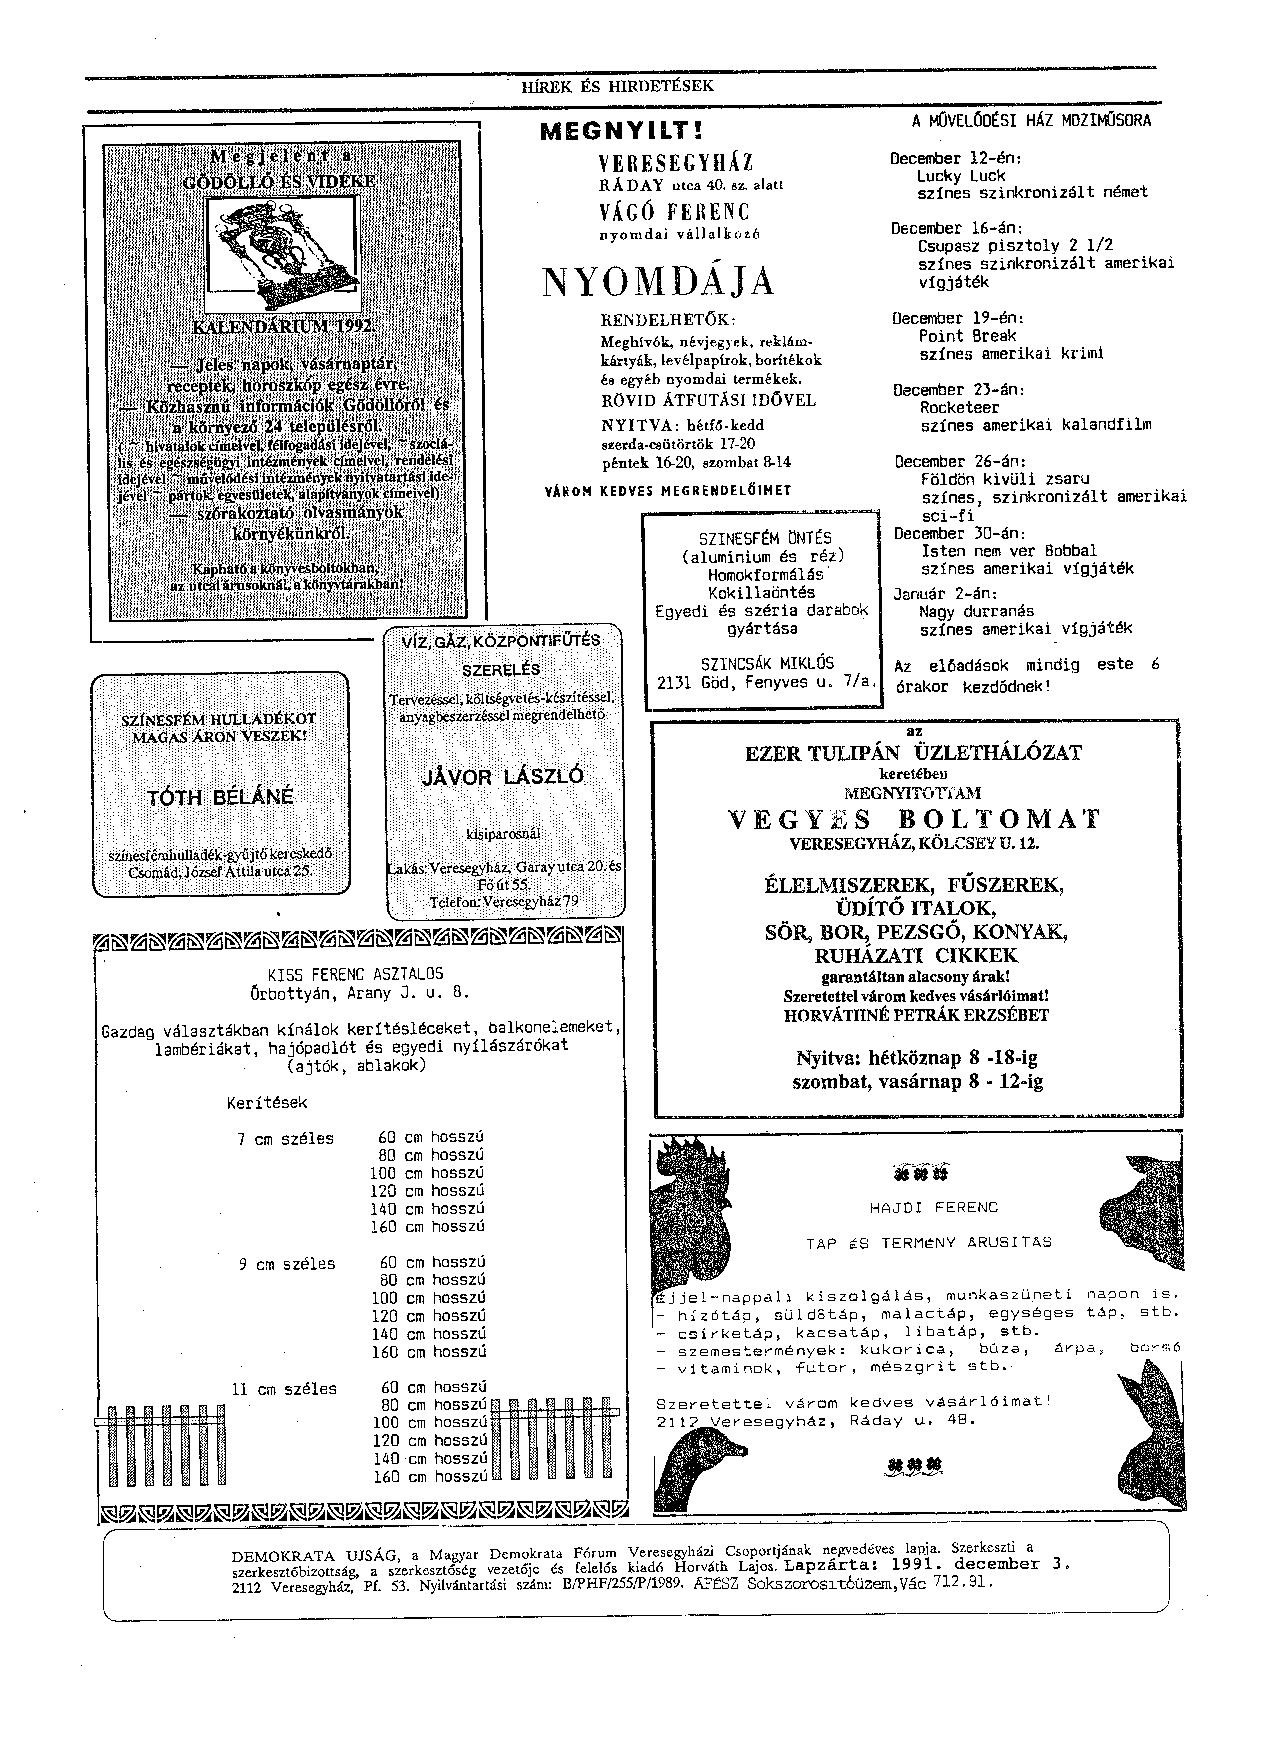 HÍREK ÉS HIRDETÉSEK
Megjelent a
GÖDÖLLŐ ÉS VIDÉKE
KALENDÁRIUM 1992.
— Jeles napok, vásárnaptár,
receptek, horoszkóp egész évre.
— Közhasznú információk Gödöllőről és
a környező 24 településről.
( ~ hivatalok címeivel, félfogadási idejével, ~ szociá-
lis és egészségügyi intézmények címeivel, rendelési
idejével ~ művelődési intézmények nyitvatartási ide-
jével ~ pártok, egyesületek, alapítványok címeivel)
— szórakoztató olvasmányok
környékünkről.
Kapható a könyvesboltokban,
az utcai árusoknál, a könyvtárakban!
MEGNYILT!
VERESEGYHÁZ
RÁDAY utca 40. sz. alatt
VÁGÓ FERENC
nyomdai vállalkozó
NYOMDÁJA
RENDELHETŐK:
Meghívók, névjegyek, reklám-
kártyák, levélpapírok, borítékok
és egyéb nyomdai termékek.
RÖVID ÁTFUTÁSI IDŐVEL
NYITVA: hétfő-kedd
szerda-csütörtök 17-20
péntek 16-20, szombat 8-14
VÁROM KEDVES MEGRENDELŐIMET
A MŰVELŐDÉSI HÁZ MOZIMŰSORA
December 12-én:
Lucky Luck
színes szinkronizált német
December 16-án:
Csupasz pisztoly 2 1/2
színes szinkronizált amerikai
vígjáték
December 19-én:
Point Break
színes amerikai krimi
December 23-án:
Rocketeer
színes amerikai kalandfilm
December 26-án:
Földön kivüli zsaru
színes, szinkronizált amerikai
sci-fi
December 30-án:
Isten nem ver Bobbal
színes amerikai vígjáték
Január 2-án:
Nagy durranás
színes amerikai vígjáték
Az előadások mindig este 6
órakor kezdődnek!
SZINESFÉM ÖNTÉS
(aluminium és réz)
Homokformálás
Kokillaöntés
Egyedi és széria darabok
gyártása
SZINCSÁK MIKLÓS
2131 Göd, Fenyves u. 7/a.
SZÍNESFÉM HULLADÉKOT
MAGAS ÁRON VESZEK!
TÓTH BÉLÁNÉ
színesfémhulladék-gyűjtő kereskedő
Csomád, József Attila utca 25.
VÍZ, GÁZ, KÖZPONTIFŰTÉS
SZERELÉS
Tervezéssel, költségvetés-készítéssel,
anyagbeszerzéssel megrendelhető
JÁVOR LÁSZLÓ
kisiparosnál
Lakás: Veresegyház, Garay utca 20. és
Fő út 55.
Telefon: Veresegyház 79
az
EZER TULIPÁN ÜZLETHÁLÓZAT
keretében
MEGNYITOTTAM
VEGYES BOLTOMAT
VERESEGYHÁZ, KÖLCSEY U. 12.
ÉLELMISZEREK, FŰSZEREK,
ÜDÍTŐ ITALOK,
SÖR, BOR, PEZSGŐ, KONYAK,
RUHÁZATI CIKKEK
garantáltan alacsony árak!
Szeretettel várom kedves vásárlóimat!
HORVÁTHNÉ PETRÁK ERZSÉBET
Nyitva: hétköznap 8 -18-ig
szombat, vasárnap 8 - 12-ig
KISS FERENC ASZTALOS
Őrbottyán, Arany J. u. 8.
Gazdag választákban kínálok kerítésléceket, balkonelemeket,
lambériákat, hajópadlót és egyedi nyílászárókat
(ajtók, ablakok)
Kerítések
7 cm széles 60 cm hosszú
80 cm hosszú
100 cm hosszú
120 cm hosszú
140 cm hosszú
160 cm hosszú
9 cm széles 60 cm hosszú
80 cm hosszú
100 cm hosszú
120 cm hosszú
140 cm hosszú
160 cm hosszú
11 cm széles 60 cm hosszú
80 cm hosszú
100 cm hosszú
120 cm hosszú
140 cm hosszú
160 cm hosszú
HAJDI FERENC
TAP éS TERMéNY ARUSITAS
Éjjel-nappali kiszolgálás, munkaszüneti napon is.
- hízótáp, süldőtáp, malactáp, egységes táp, stb.
- csirketáp, kacsatáp, libatáp, stb.
- szemestermények: kukorica, búza, árpa, borsó
- vitaminok, futor, mészgrit stb.
Szeretettel várom kedves vásárlóimat!
2112 Veresegyház, Ráday u. 48.
DEMOKRATA UJSÁG, a Magyar Demokrata Fórum Veresegyházi Csoportjának negyedéves lapja. Szerkeszti a
szerkesztőbizottság, a szerkesztőség vezetője és felelős kiadó Horváth Lajos. Lapzárta: 1991. december 3.
2112 Veresegyház, Pf. 53. Nyilvántartási szám: B/PHF/255/P/1989. ÁFÉSZ Sokszorosítóüzem,Vác 712.91.